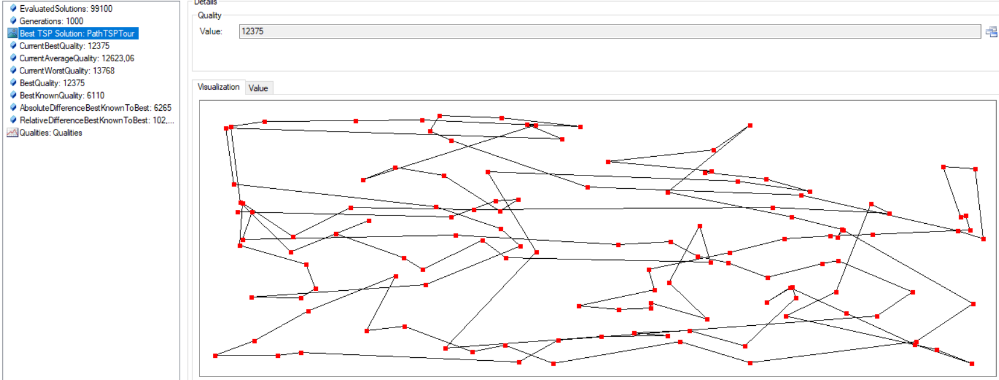 EvaluatedSolutions: 99100
Generations: 1000
Best TSP Solution: PathTSPTour
CurrentBestQuality: 12375
CurrentAverageQuality: 12623,06
CurrentWorstQuality: 13768
BestQuality: 12375
BestKnownQuality: 6110
AbsoluteDifferenceBestKnownToBest: 6265
RelativeDifferenceBestKnownToBest: 102,...
Qualities: Qualities
Details
Quality
Value: 12375
Visualization Value